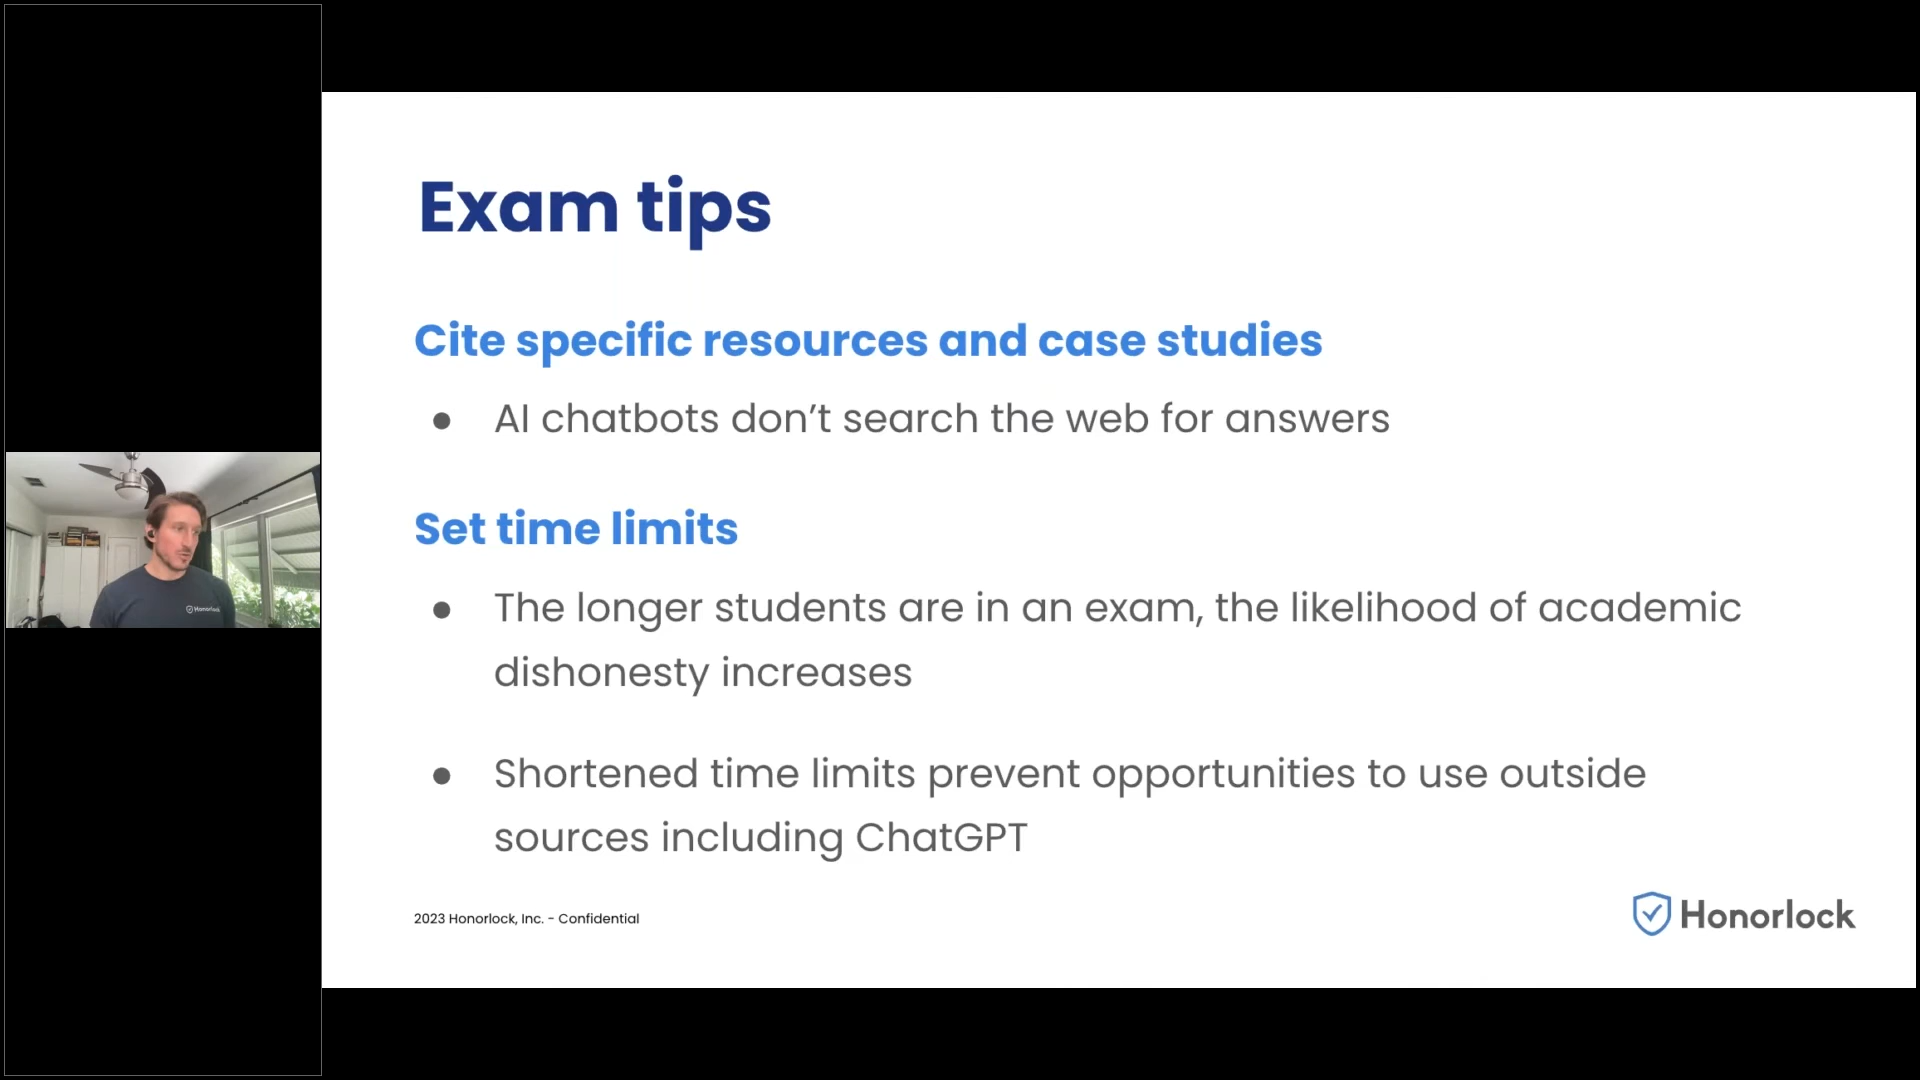 Exam tips
Cite specific resources and case studies
● AI chatbots don’t search the web for answers
Set time limits
● The longer students are in an exam, the likelihood of academic
dishonesty increases
● Shortened time limits prevent opportunities to use outside
sources including ChatGPT
2023 Honorlock, Inc. - Confidential
Honorlock
Honorlock